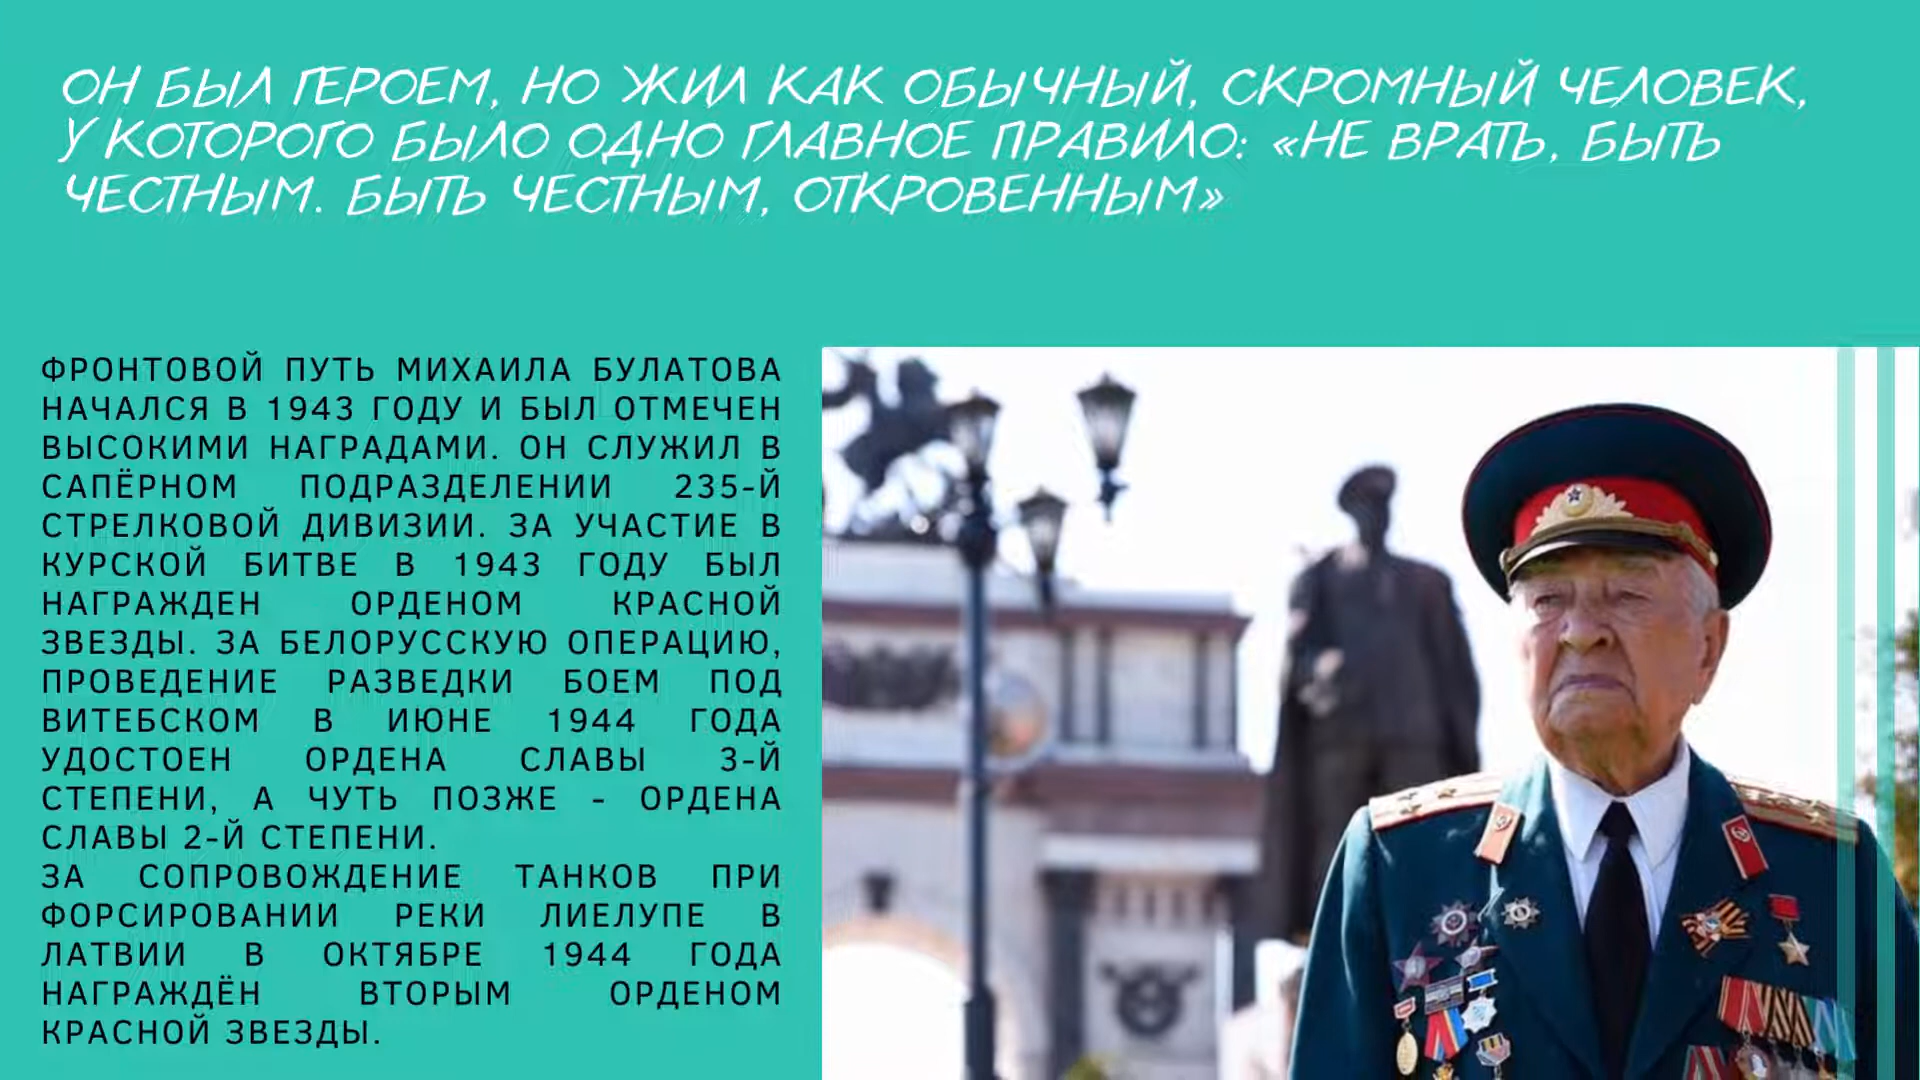 ОН БЫЛ ГЕРОЕМ, НО ЖИЛ КАК ОБЫЧНЫЙ, СКРОМНЫЙ ЧЕЛОВЕК,
У КОТОРОГО БЫЛО ОДНО ГЛАВНОЕ ПРАВИЛО: «НЕ ВРАТЬ, БЫТЬ
ЧЕСТНЫМ. БЫТЬ ЧЕСТНЫМ, ОТКРОВЕННЫМ»
ФРОНТОВОЙ ПУТЬ МИХАИЛА БУЛАТОВА
НАЧАЛСЯ В 1943 ГОДУ И БЫЛ ОТМЕЧЕН
ВЫСОКИМИ НАГРАДАМИ. ОН СЛУЖИЛ В
САПЁРНОМ ПОДРАЗДЕЛЕНИИ 235-Й
СТРЕЛКОВОЙ ДИВИЗИИ. ЗА УЧАСТИЕ В
КУРСКОЙ БИТВЕ В 1943 ГОДУ БЫЛ
НАГРАЖДЕН ОРДЕНОМ КРАСНОЙ
ЗВЕЗДЫ. ЗА БЕЛОРУССКУЮ ОПЕРАЦИЮ,
ПРОВЕДЕНИЕ РАЗВЕДКИ БОЕМ ПОД
ВИТЕБСКОМ В ИЮНЕ 1944 ГОДА
УДОСТОЕН ОРДЕНА СЛАВЫ 3-Й
СТЕПЕНИ, А ЧУТЬ ПОЗЖЕ - ОРДЕНА
СЛАВЫ 2-Й СТЕПЕНИ.
ЗА СОПРОВОЖДЕНИЕ ТАНКОВ ПРИ
ФОРСИРОВАНИИ РЕКИ ЛИЕЛУПЕ В
ЛАТВИИ В ОКТЯБРЕ 1944 ГОДА
НАГРАЖДЁН ВТОРЫМ ОРДЕНОМ
КРАСНОЙ ЗВЕЗДЫ.